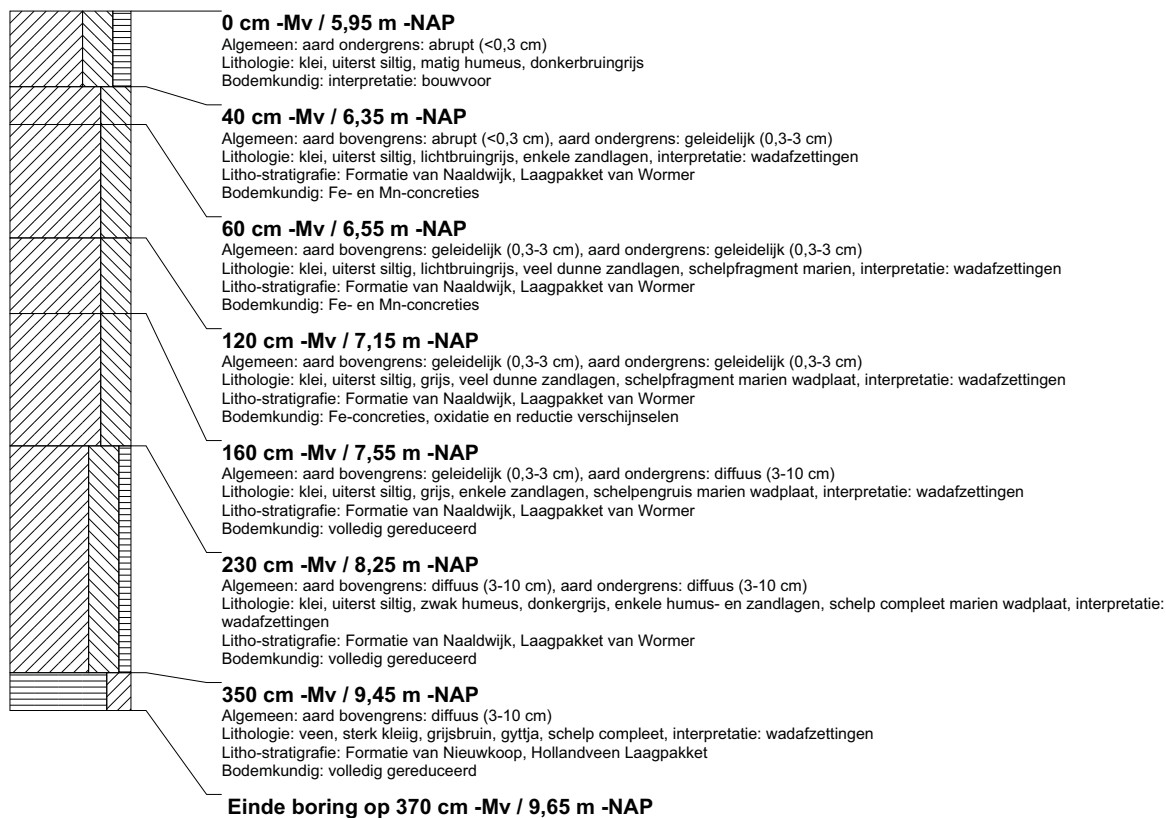 0 cm -Mv / 5,95 m -NAP
Algemeen: aard ondergrens: abrupt (<0,3 cm)
Lithologie: klei, uiterst siltig, matig humeus, donkerbruingrijs
Bodemkundig: interpretatie: bouwvoor
40 cm -Mv / 6,35 m -NAP
Algemeen: aard bovengrens: abrupt (<0,3 cm), aard ondergrens: geleidelijk (0,3-3 cm)
Lithologie: klei, uiterst siltig, lichtbruingrijs, enkele zandlagen, interpretatie: wadafzettingen
Litho-stratigrafie: Formatie van Naaldwijk, Laagpakket van Wormer
Bodemkundig: Fe- en Mn-concreties
60 cm -Mv / 6,55 m -NAP
Algemeen: aard bovengrens: geleidelijk (0,3-3 cm), aard ondergrens: geleidelijk (0,3-3 cm)
Lithologie: klei, uiterst siltig, lichtbruingrijs, veel dunne zandlagen, schelpfragment marien, interpretatie: wadafzettingen
Litho-stratigrafie: Formatie van Naaldwijk, Laagpakket van Wormer
Bodemkundig: Fe- en Mn-concreties
120 cm -Mv / 7,15 m -NAP
Algemeen: aard bovengrens: geleidelijk (0,3-3 cm), aard ondergrens: geleidelijk (0,3-3 cm)
Lithologie: klei, uiterst siltig, grijs, veel dunne zandlagen, schelpfragment marien wadplaat, interpretatie: wadafzettingen
Litho-stratigrafie: Formatie van Naaldwijk, Laagpakket van Wormer
Bodemkundig: Fe-concreties, oxidatie en reductie verschijnselen
160 cm -Mv / 7,55 m -NAP
Algemeen: aard bovengrens: geleidelijk (0,3-3 cm), aard ondergrens: diffuus (3-10 cm)
Lithologie: klei, uiterst siltig, grijs, enkele zandlagen, schelpengruis marien wadplaat, interpretatie: wadafzettingen
Litho-stratigrafie: Formatie van Naaldwijk, Laagpakket van Wormer
Bodemkundig: volledig gereduceerd
230 cm -Mv / 8,25 m -NAP
Algemeen: aard bovengrens: diffuus (3-10 cm), aard ondergrens: diffuus (3-10 cm)
Lithologie: klei, uiterst siltig, zwak humeus, donkergrijs, enkele humus- en zandlagen, schelp compleet marien wadplaat, interpretatie:
wadafzettingen
Litho-stratigrafie: Formatie van Naaldwijk, Laagpakket van Wormer
Bodemkundig: volledig gereduceerd
350 cm -Mv / 9,45 m -NAP
Algemeen: aard bovengrens: diffuus (3-10 cm)
Lithologie: veen, sterk kleiig, grijsbruin, gyttja, schelp compleet, interpretatie: wadafzettingen
Litho-stratigrafie: Formatie van Nieuwkoop, Hollandveen Laagpakket
Bodemkundig: volledig gereduceerd
Einde boring op 370 cm -Mv / 9,65 m -NAP